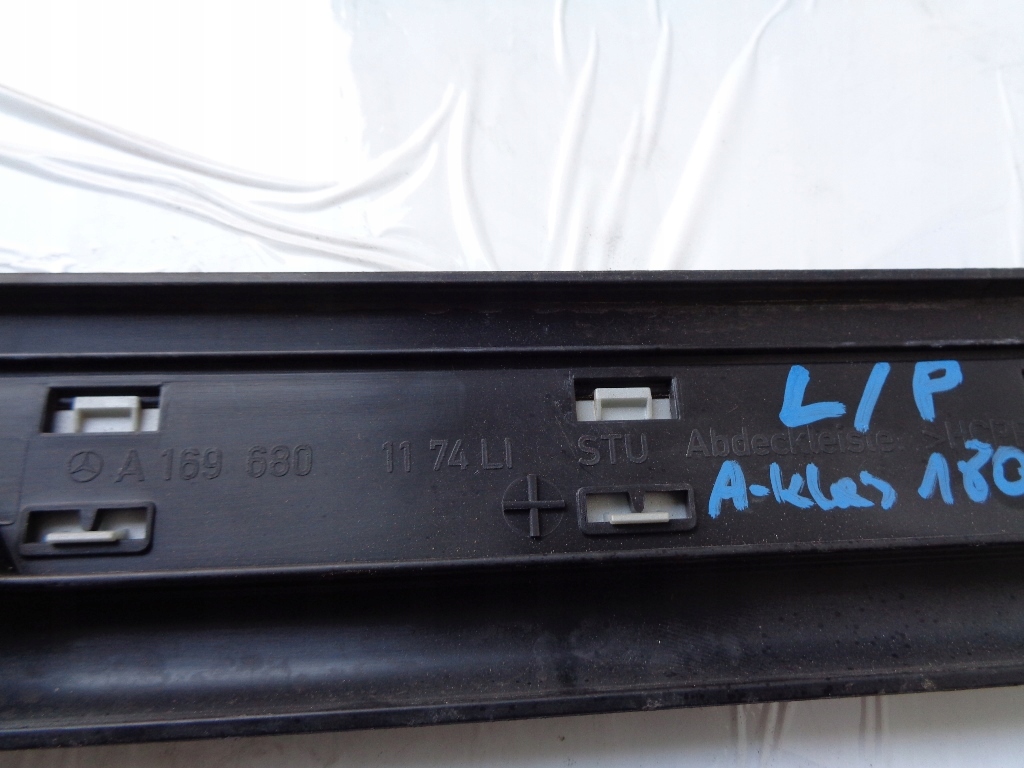 L/P
A 169 680 11 74 LI STU Abdeckleiste
A-klas 180